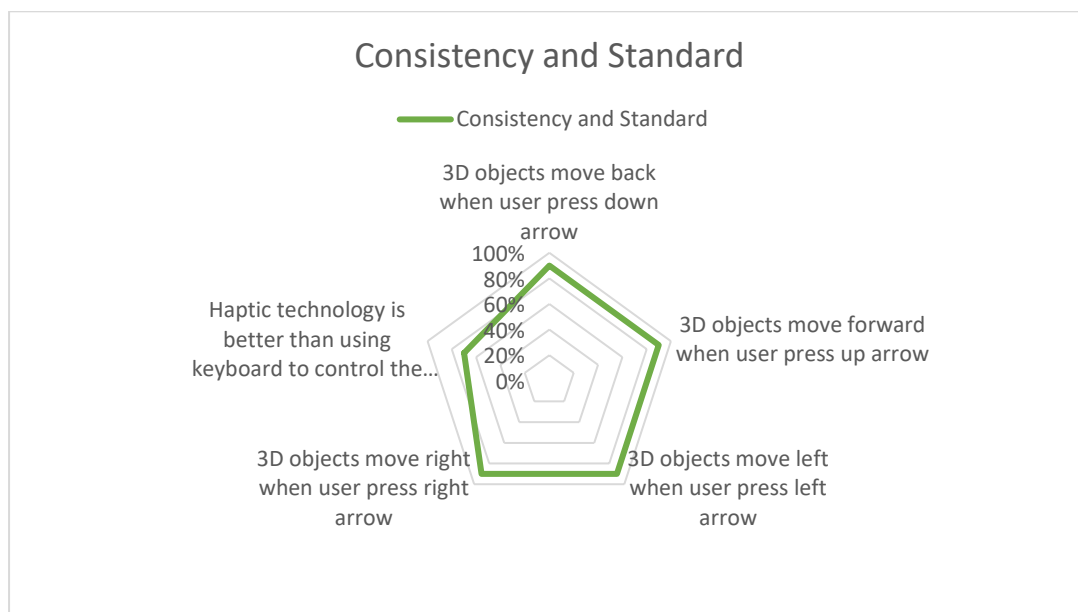 Consistency and Standard
Consistency and Standard
3D objects move back
when user press down
arrow
100%
80%
60%
40%
20%
0%
3D objects move forward
when user press up arrow
3D objects move left
when user press left
arrow
3D objects move right
when user press right
arrow
Haptic technology is
better than using
keyboard to control the…